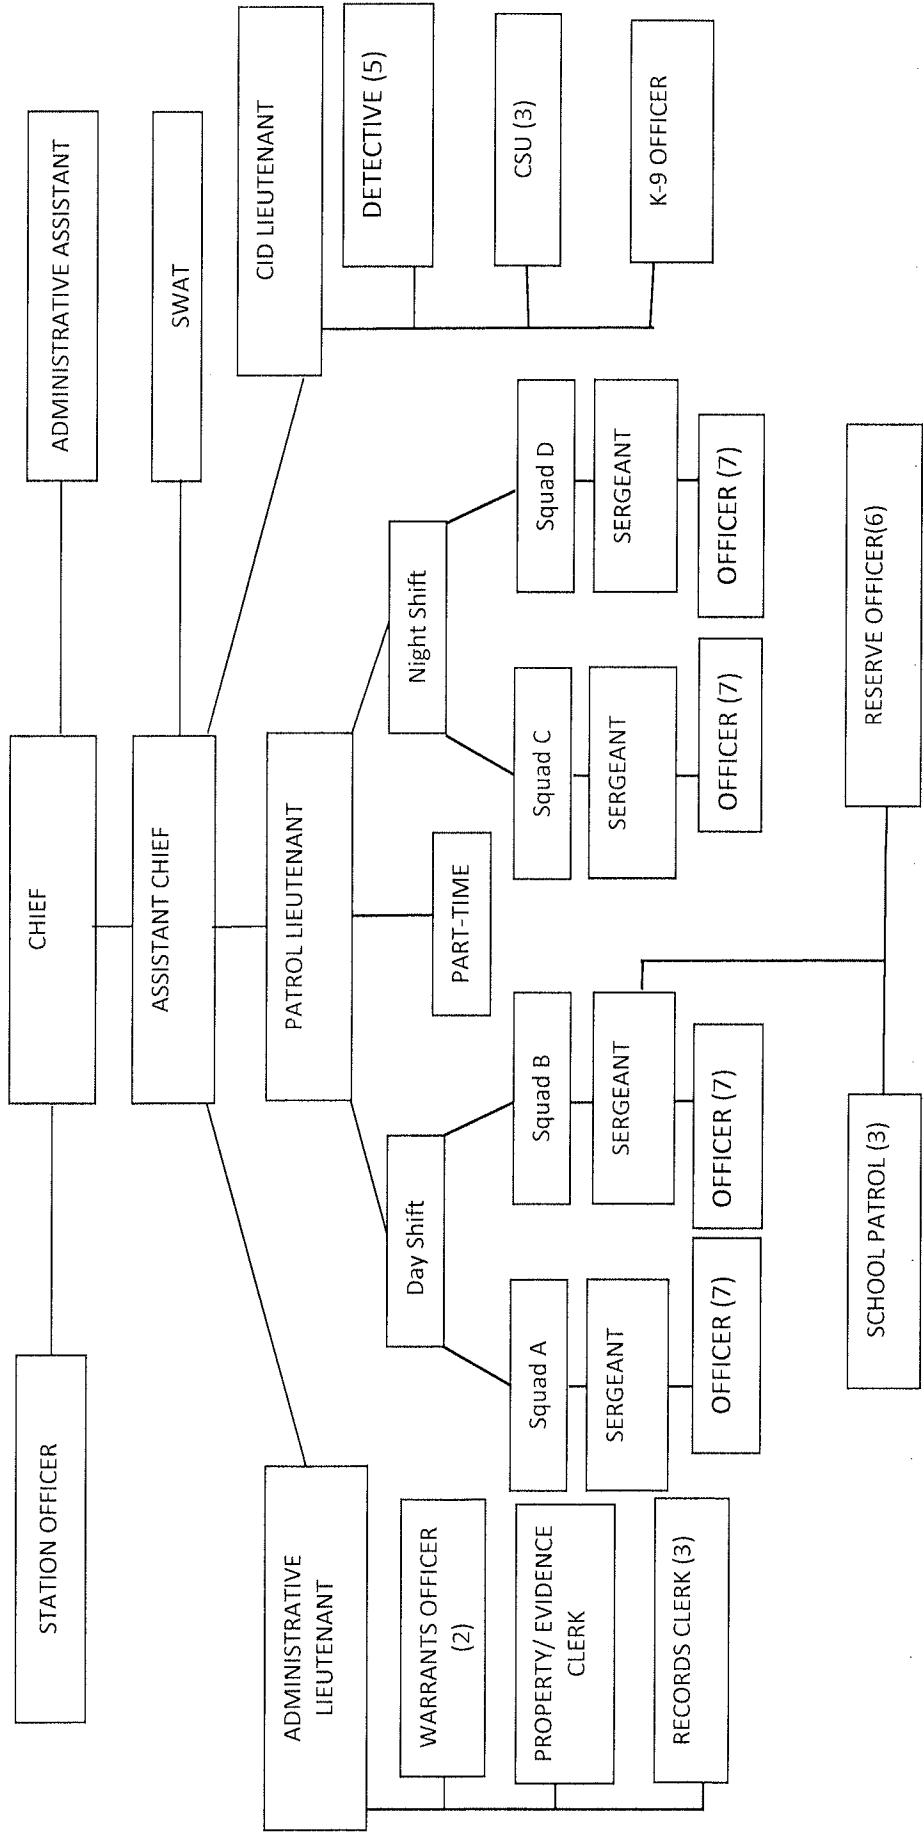 STATION OFFICER
CHIEF
ADMINISTRATIVE ASSISTANT
ASSISTANT CHIEF
SWAT
ADMINISTRATIVE
LIEUTENANT
PATROL LIEUTENANT
CID LIEUTENANT
WARRANTS OFFICER
(2)
PROPERTY/ EVIDENCE
CLERK
RECORDS CLERK (3)
Day Shift
PART-TIME
Night Shift
DETECTIVE (5)
CSU (3)
K-9 OFFICER
Squad A
Squad B
Squad C
Squad D
SERGEANT
SERGEANT
SERGEANT
SERGEANT
OFFICER (7)
OFFICER (7)
OFFICER (7)
OFFICER (7)
SCHOOL PATROL (3)
RESERVE OFFICER(6)